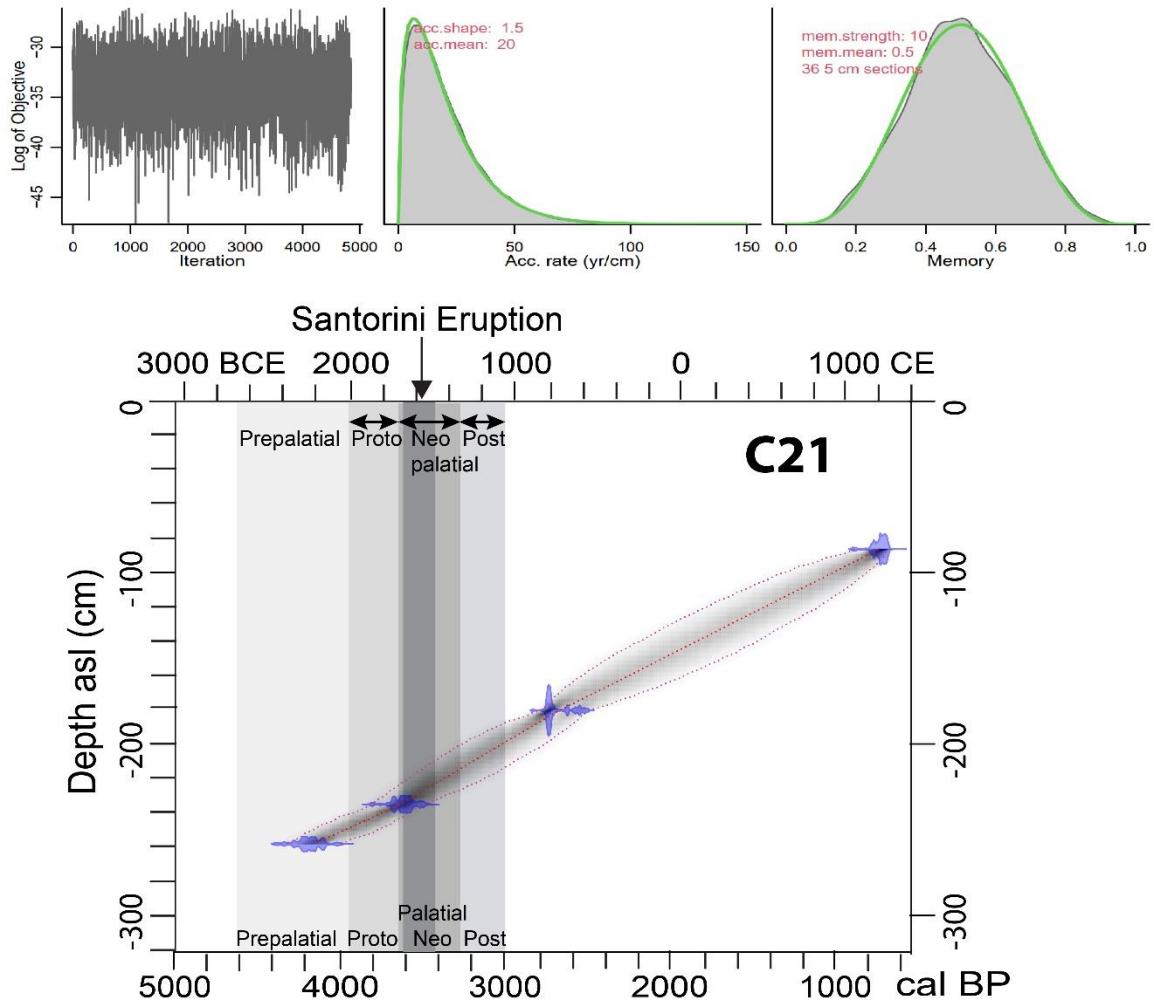 Log of Objective
-30
-35
-40
-45
0 1000 2000 3000 4000 5000
Iteration
acc.shape: 1.5
acc.mean: 20
0 50 100 150
Acc. rate (yr/cm)
mem.strength: 10
mem.mean: 0.5
36 5 cm sections
0.0 0.2 0.4 0.6 0.8 1.0
Memory
Santorini Eruption
3000 BCE 2000 1000 0 1000 CE
Depth asl (cm)
0
-100
-200
-300
0
-100
-200
-300
Prepalatial Proto Neo Post
palatial
C21
Palatial
Prepalatial Proto Neo Post
5000 4000 3000 2000 1000 cal BP